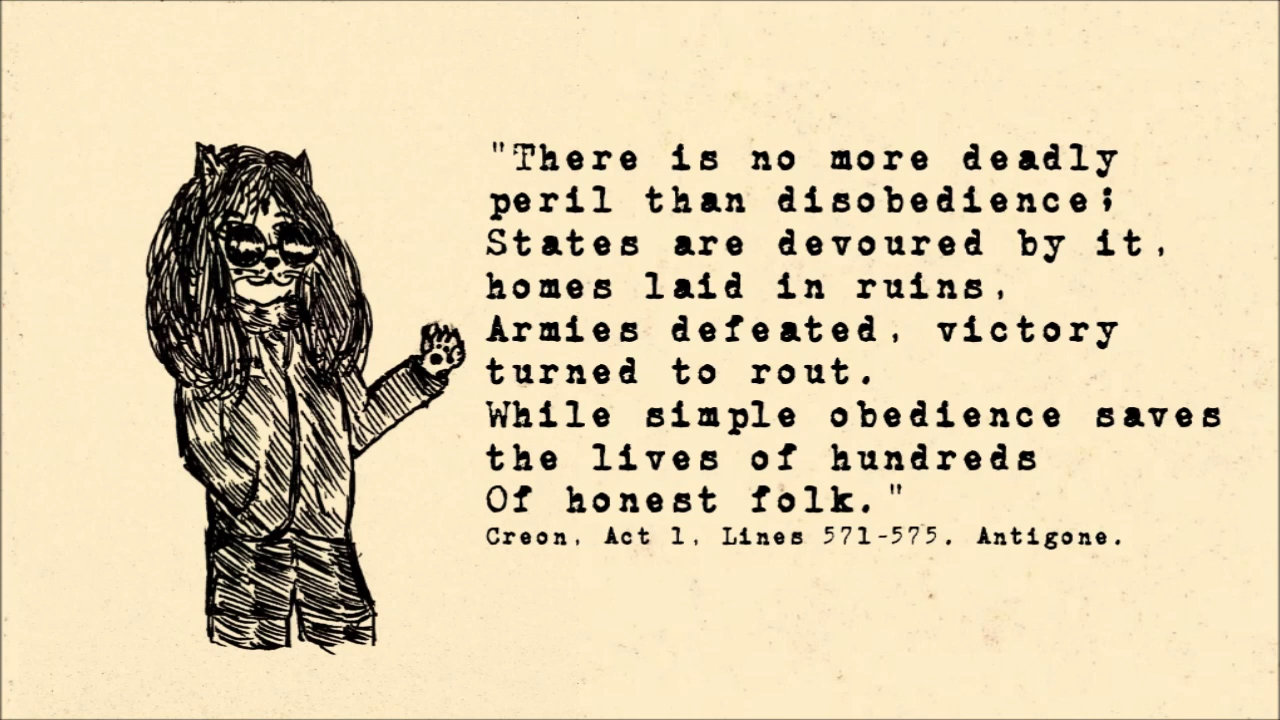 "There is no more deadly
peril than disobedience;
States are devoured by it,
homes laid in ruins,
Armies defeated, victory
turned to rout.
While simple obedience saves
the lives of hundreds
Of honest folk."
Creon, Act 1, Lines 571-575, Antigone.